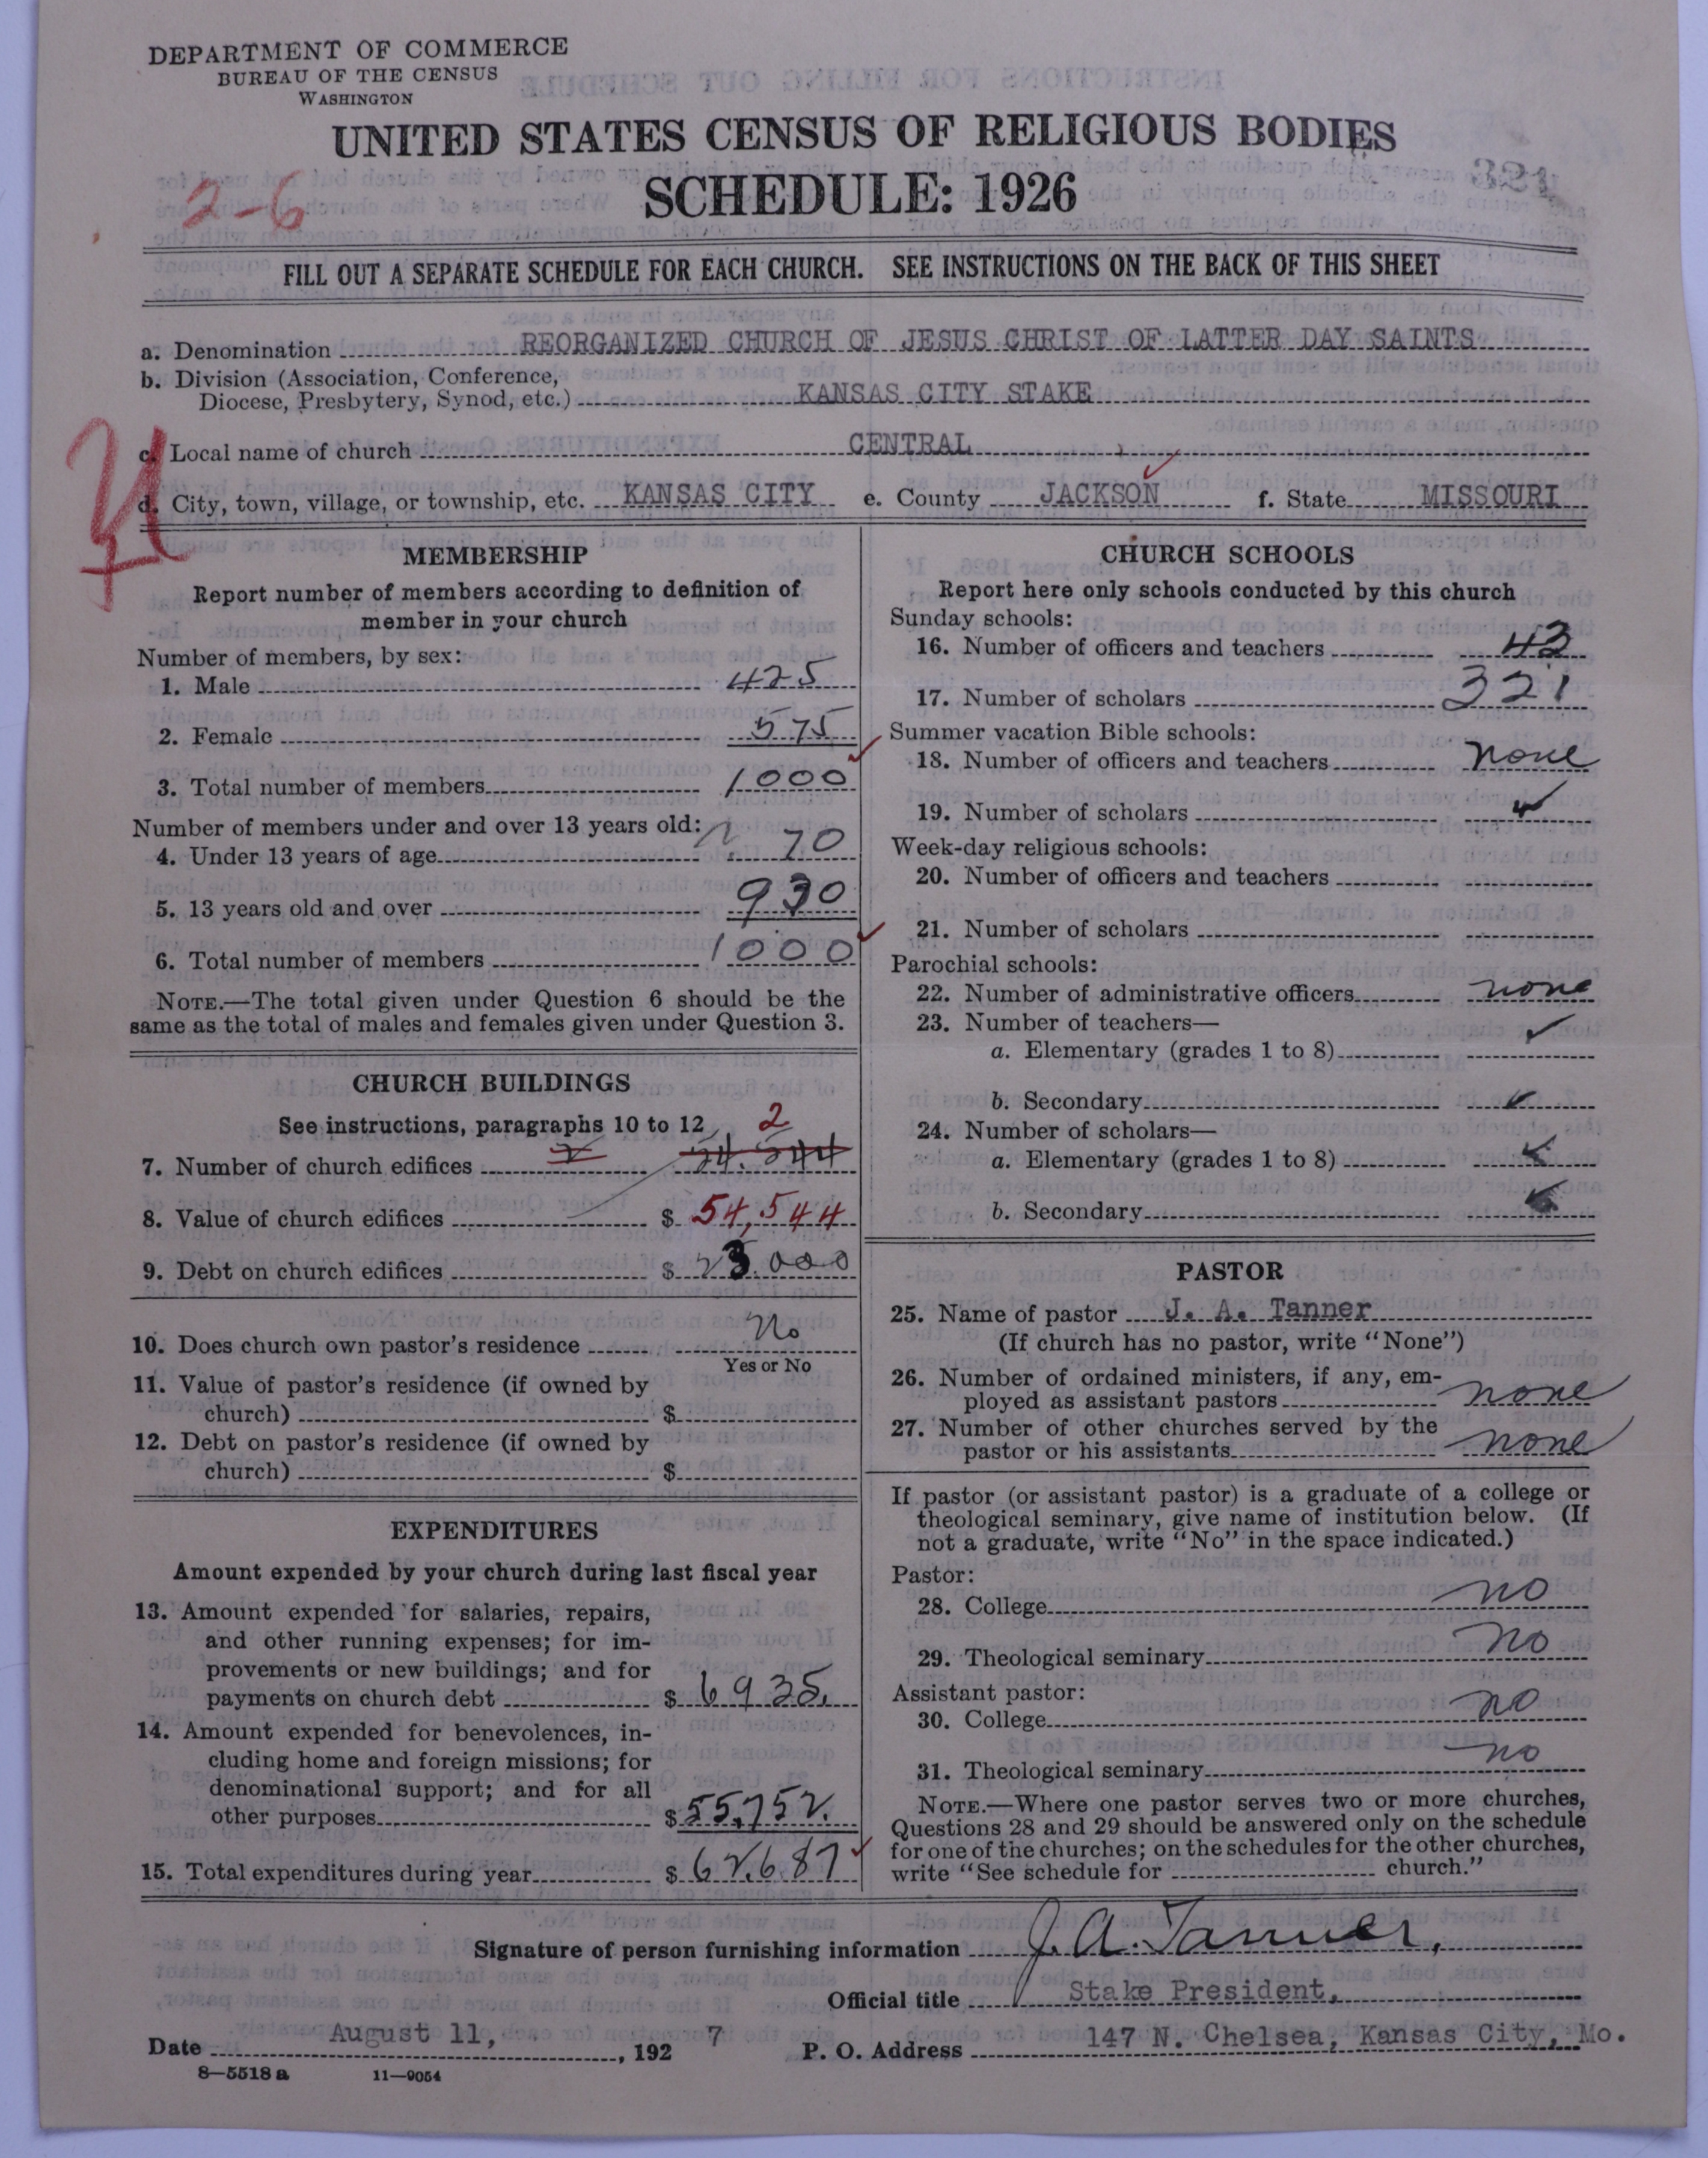 DEPARTMENT OF COMMERCE
BUREAU OF THE CENSUS
WASHINGTON
UNITED STATES CENSUS OF RELIGIOUS BODIES
2-6
SCHEDULE: 1926
FILL OUT A SEPARATE SCHEDULE FOR EACH CHURCH. SEE INSTRUCTIONS ON THE BACK OF THIS SHEET
a. Denomination REORGANIZED CHURCH OF JESUS CHRIST OF LATTER DAY SAINTS
b. Division (Association, Conference,
Diocese, Presbytery, Synod, etc.) KANSAS CITY STAKE
c. Local name of church CENTRAL
d. City, town, village, or township, etc. KANSAS CITY e. County JACKSON f. State MISSOURI
MEMBERSHIP
Report number of members according to definition of
member in your church
Number of members, by sex:
1. Male 425
2. Female 575
3. Total number of members 1000
Number of members under and over 13 years old:
4. Under 13 years of age 70
5. 13 years old and over 930
6. Total number of members 1000
NOTE.—The total given under Question 6 should be the
same as the total of males and females given under Question 3.
CHURCH BUILDINGS
See instructions, paragraphs 10 to 12
7. Number of church edifices 2
8. Value of church edifices $ 54,544
9. Debt on church edifices $ 23.000
10. Does church own pastor's residence No
Yes or No
11. Value of pastor's residence (if owned by
church) $
12. Debt on pastor's residence (if owned by
church) $
EXPENDITURES
Amount expended by your church during last fiscal year
13. Amount expended for salaries, repairs,
and other running expenses; for im-
provements or new buildings; and for
payments on church debt $ 6935.
14. Amount expended for benevolences, in-
cluding home and foreign missions; for
denominational support; and for all
other purposes $ 55,752.
15. Total expenditures during year $ 62.687
CHURCH SCHOOLS
Report here only schools conducted by this church
Sunday schools:
16. Number of officers and teachers 43
17. Number of scholars 321
Summer vacation Bible schools:
18. Number of officers and teachers none
19. Number of scholars
Week-day religious schools:
20. Number of officers and teachers
21. Number of scholars
Parochial schools:
22. Number of administrative officers none
23. Number of teachers—
a. Elementary (grades 1 to 8)
b. Secondary
24. Number of scholars—
a. Elementary (grades 1 to 8)
b. Secondary
PASTOR
25. Name of pastor J. A. Tanner
(If church has no pastor, write "None")
26. Number of ordained ministers, if any, em-
ployed as assistant pastors none
27. Number of other churches served by the
pastor or his assistants none
If pastor (or assistant pastor) is a graduate of a college or
theological seminary, give name of institution below. (If
not a graduate, write "No" in the space indicated.)
Pastor:
28. College no
29. Theological seminary no
Assistant pastor:
30. College no
31. Theological seminary no
NOTE.—Where one pastor serves two or more churches,
Questions 28 and 29 should be answered only on the schedule
for one of the churches; on the schedules for the other churches,
write "See schedule for church."
Signature of person furnishing information J. A. Tanner.
Official title Stake President,
Date August 11, , 192 7 P. O. Address 147 N. Chelsea, Kansas City, Mo.
8—5518a 11—9054